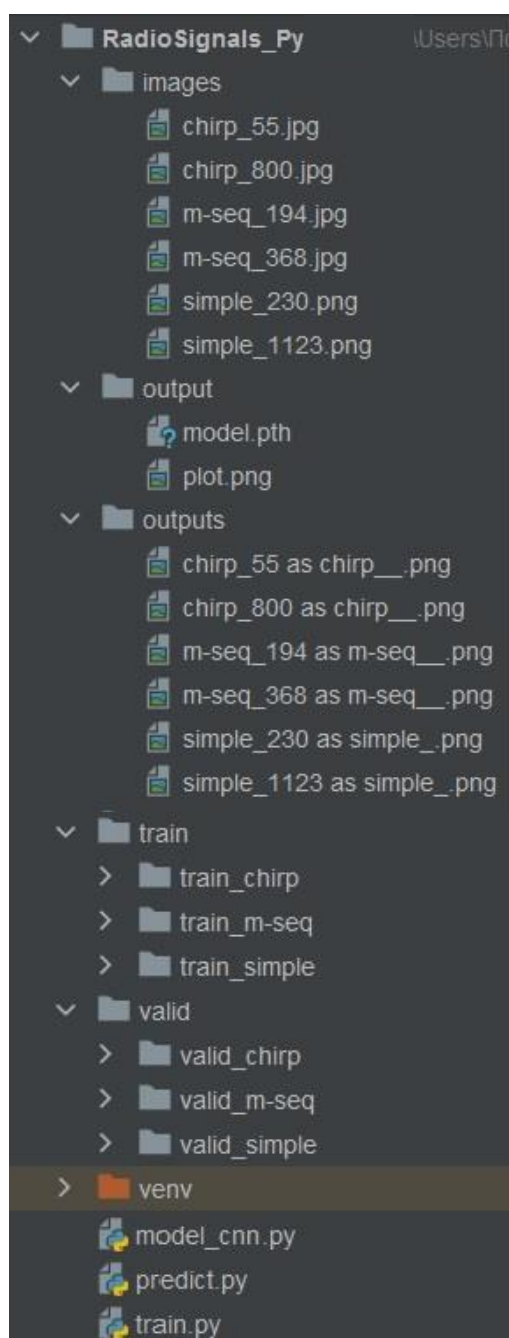 RadioSignals_Py \Users\По
images
chirp_55.jpg
chirp_800.jpg
m-seq_194.jpg
m-seq_368.jpg
simple_230.png
simple_1123.png
output
model.pth
plot.png
outputs
chirp_55 as chirp__.png
chirp_800 as chirp__.png
m-seq_194 as m-seq__.png
m-seq_368 as m-seq__.png
simple_230 as simple_.png
simple_1123 as simple_.png
train
train_chirp
train_m-seq
train_simple
valid
valid_chirp
valid_m-seq
valid_simple
venv
model_cnn.py
predict.py
train.py